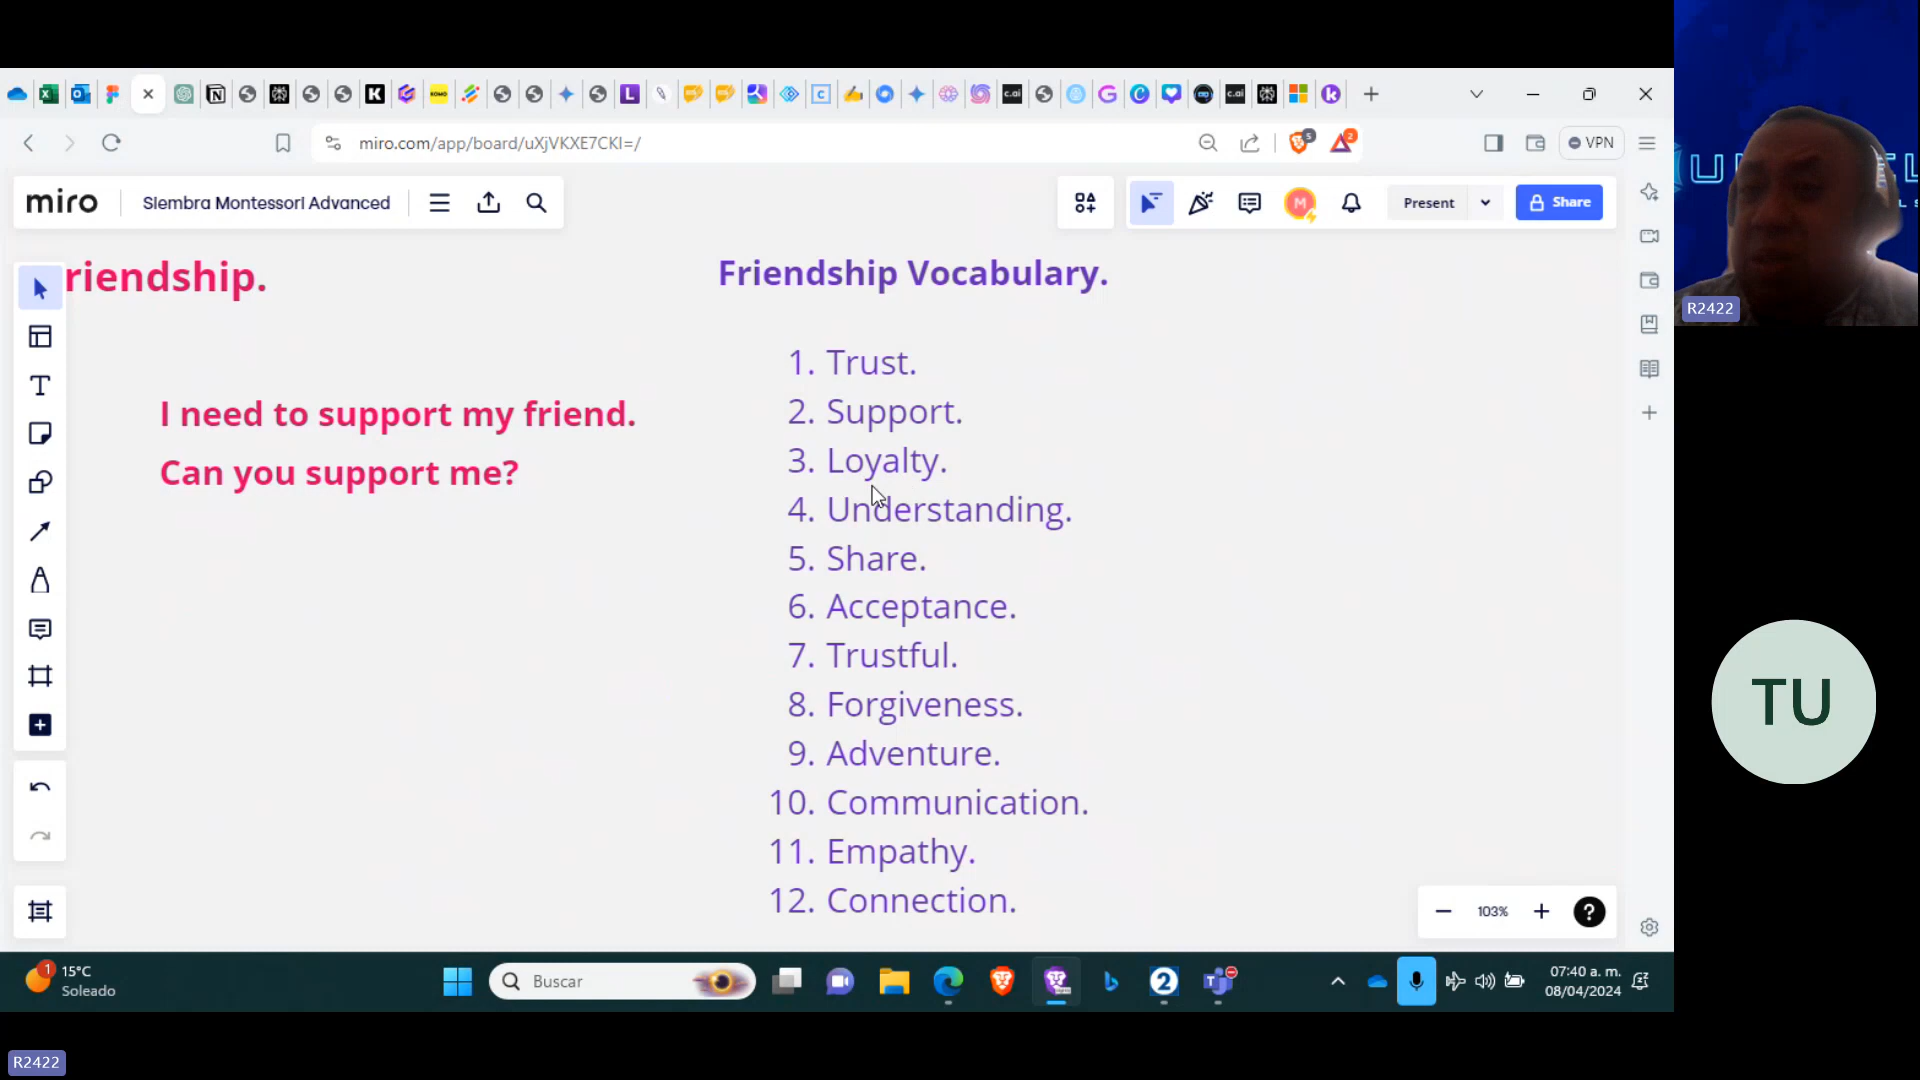 miro.com/app/board/uXjVKXE7CKI=/
VPN
miro
Siembra Montessori Advanced
Present
Share
riendship.
Friendship Vocabulary.
I need to support my friend.
Can you support me?
1. Trust.
2. Support.
3. Loyalty.
4. Understanding.
5. Share.
6. Acceptance.
7. Trustful.
8. Forgiveness.
9. Adventure.
10. Communication.
11. Empathy.
12. Connection.
103%
15°C
Soleado
Buscar
07:40 a. m.
08/04/2024
R2422
TU
R2422